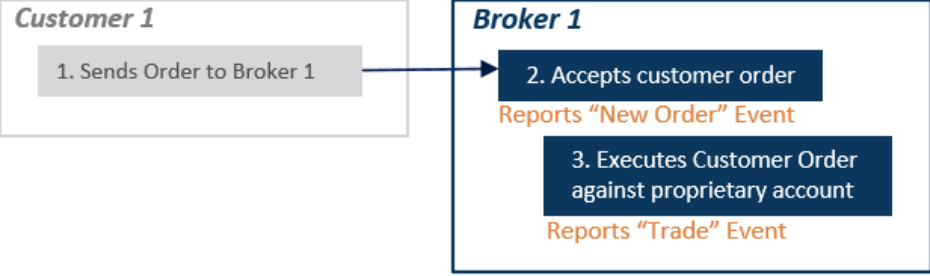 Customer 1
1. Sends Order to Broker 1
Broker 1
2. Accepts customer order
Reports “New Order” Event
3. Executes Customer Order
against proprietary account
Reports “Trade” Event